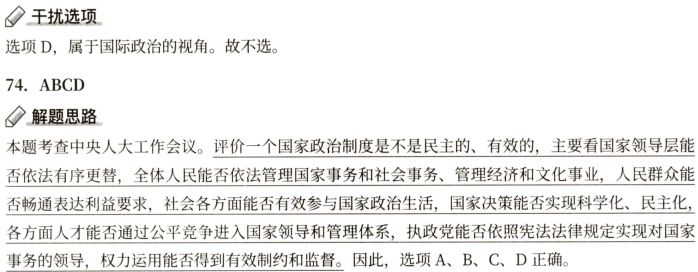 干扰选项
选项 D，属于国际政治的视角。故不选。
74. ABCD
解题思路
本题考查中央人大工作会议。评价一个国家政治制度是不是民主的、有效的，主要看国家领导层能
否依法有序更替，全体人民能否依法管理国家事务和社会事务、管理经济和文化事业，人民群众能
否畅通表达利益要求，社会各方面能否有效参与国家政治生活，国家决策能否实现科学化、民主化，
各方面人才能否通过公平竞争进入国家领导和管理体系，执政党能否依照宪法法律规定实现对国家
事务的领导，权力运用能否得到有效制约和监督。因此，选项 A、B、C、D 正确。